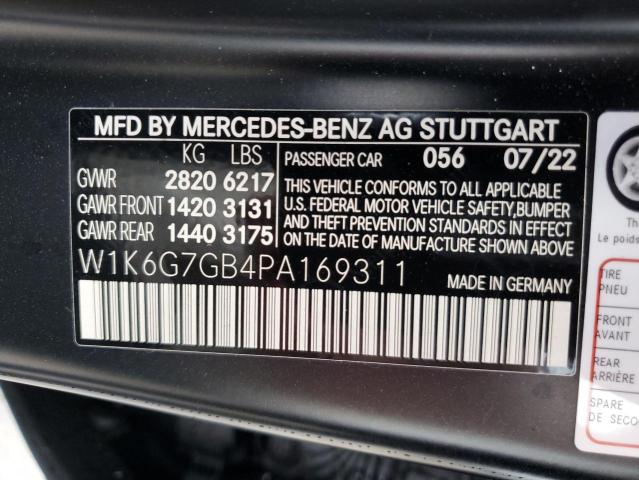 MFD BY MERCEDES-BENZ AG STUTTGART
KG LBS
GVWR 2820 6217
GAWR FRONT 1420 3131
GAWR REAR 1440 3175
PASSENGER CAR 056 07/22
THIS VEHICLE CONFORMS TO ALL APPLICABLE
U.S. FEDERAL MOTOR VEHICLE SAFETY,BUMPER
AND THEFT PREVENTION STANDARDS IN EFFECT
ON THE DATE OF MANUFACTURE SHOWN ABOVE.
W1K6G7GB4PA169311
MADE IN GERMANY
Le poids
TIRE
PNEU
FRONT
AVANT
REAR
ARRIÈRE
SPARE
DE